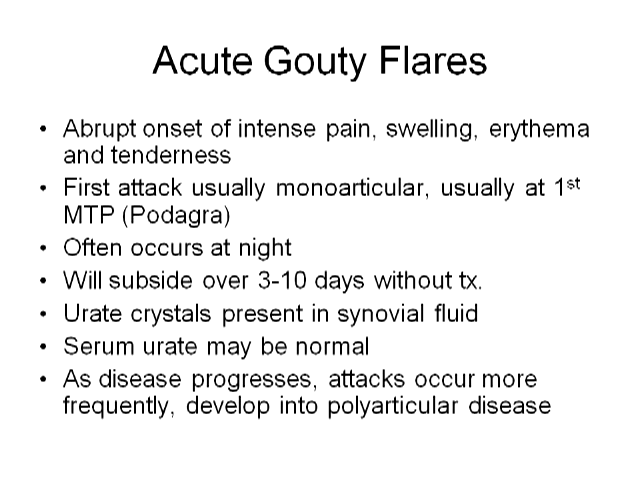 Acute Gouty Flares
• Abrupt onset of intense pain, swelling, erythema
and tenderness
• First attack usually monoarticular, usually at 1st
MTP (Podagra)
• Often occurs at night
• Will subside over 3-10 days without tx.
• Urate crystals present in synovial fluid
• Serum urate may be normal
• As disease progresses, attacks occur more
frequently, develop into polyarticular disease